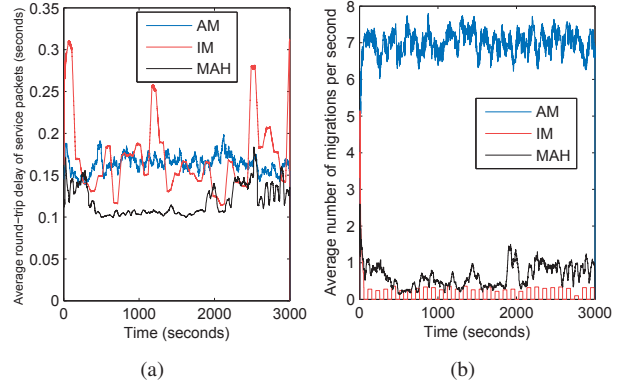 Average round-trip delay of service packets (seconds)
0.35
0.3
0.25
0.2
0.15
0.1
0.05
0
0
1000
2000
3000
Time (seconds)
AM
IM
MAH
(a)
Average number of migrations per second
8
7
6
5
4
3
2
1
0
0
1000
2000
3000
Time (seconds)
AM
IM
MAH
(b)